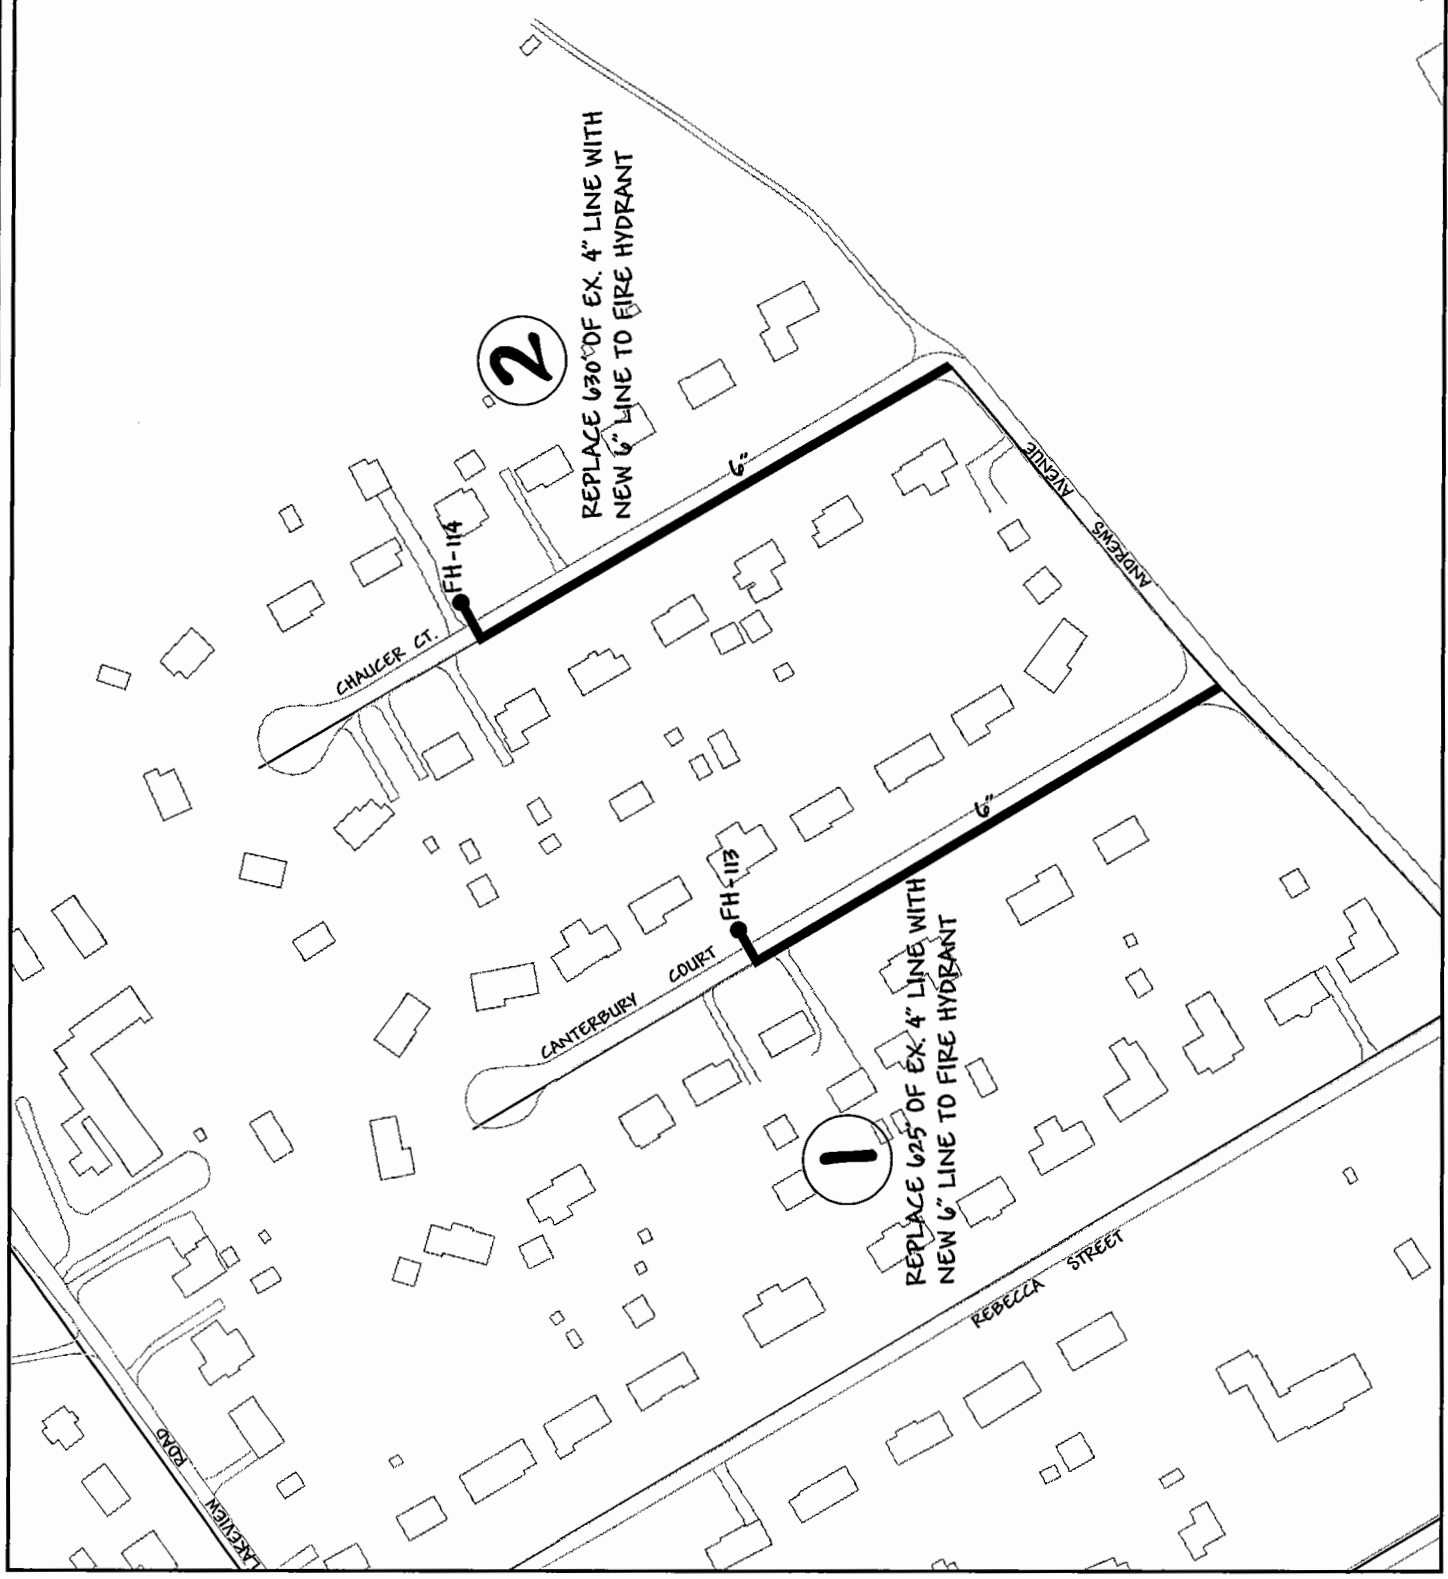 2
REPLACE 630' OF EX. 4" LINE WITH
NEW 6" LINE TO FIRE HYDRANT
FH-114
6"
CHAUCER CT.
ANDREWS AVENUE
FH-113
6"
CANTERBURY COURT
1
REPLACE 625' OF EX. 4" LINE WITH
NEW 6" LINE TO FIRE HYDRANT
REBECCA STREET
LAKEVIEW ROAD